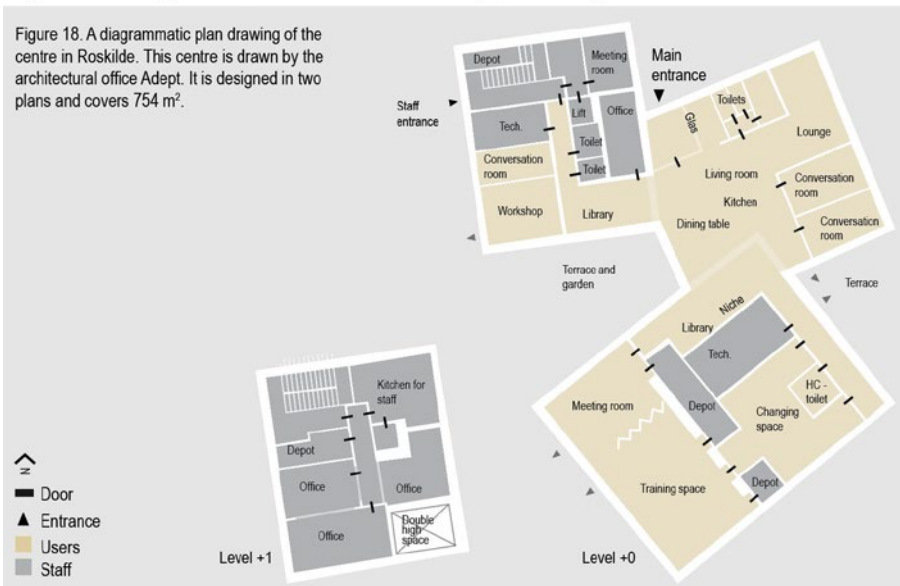 Figure 18. A diagrammatic plan drawing of the
centre in Roskilde. This centre is drawn by the
architectural office Adept. It is designed in two
plans and covers 754 m².
Depot
Meeting
room
Main
entrance
Staff
entrance
Lift
Office
Glas
Toilets
Tech.
Toilet
Lounge
Conversation
room
Toilet
Living room
Conversation
room
Kitchen
Workshop
Library
Dining table
Conversation
room
Terrace and
garden
Terrace
Niche
Library
Tech.
Kitchen for
staff
Meeting room
HC -
toilet
Depot
Changing
space
Depot
Office
Office
Training space
Depot
Office
Double
high
space
N
Door
Entrance
Users
Staff
Level +1
Level +0